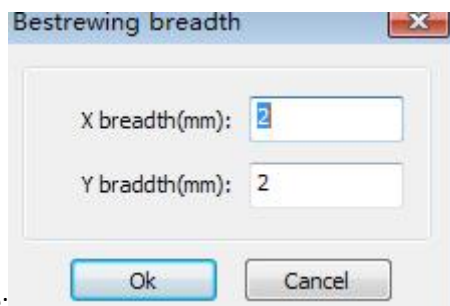 Bestrewing breadth
X breadth(mm): 2
Y braddth(mm): 2
Ok Cancel